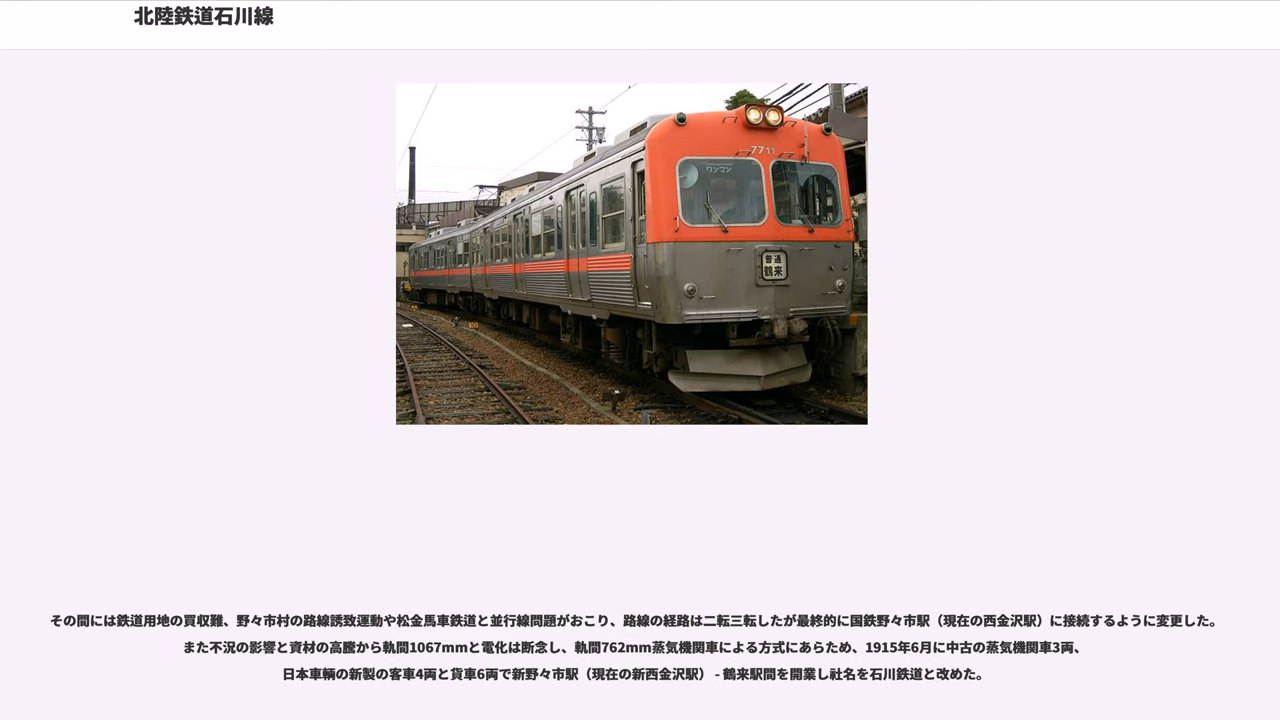 北陸鉄道石川線
7711
ワンマン
普通
鶴来
その間には鉄道用地の買収難、野々市村の路線誘致運動や松金馬車鉄道と並行線問題がおこり、路線の経路は二転三転したが最終的に国鉄野々市駅（現在の西金沢駅）に接続するように変更した。
また不況の影響と資材の高騰から軌間1067mmと電化は断念し、軌間762mm蒸気機関車による方式にあらため、1915年6月に中古の蒸気機関車3両、
日本車輌の新製の客車4両と貨車6両で新野々市駅（現在の新西金沢駅） - 鶴来駅間を開業し社名を石川鉄道と改めた。